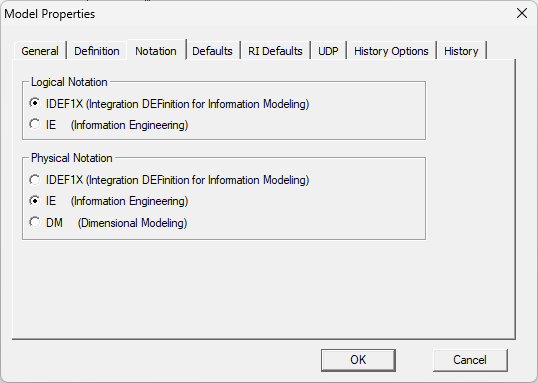 Model Properties
General Definition Notation Defaults RI Defaults UDP History Options History
Logical Notation
IDEF1X (Integration DEFinition for Information Modeling)
IE (Information Engineering)
Physical Notation
IDEF1X (Integration DEFinition for Information Modeling)
IE (Information Engineering)
DM (Dimensional Modeling)
OK Cancel